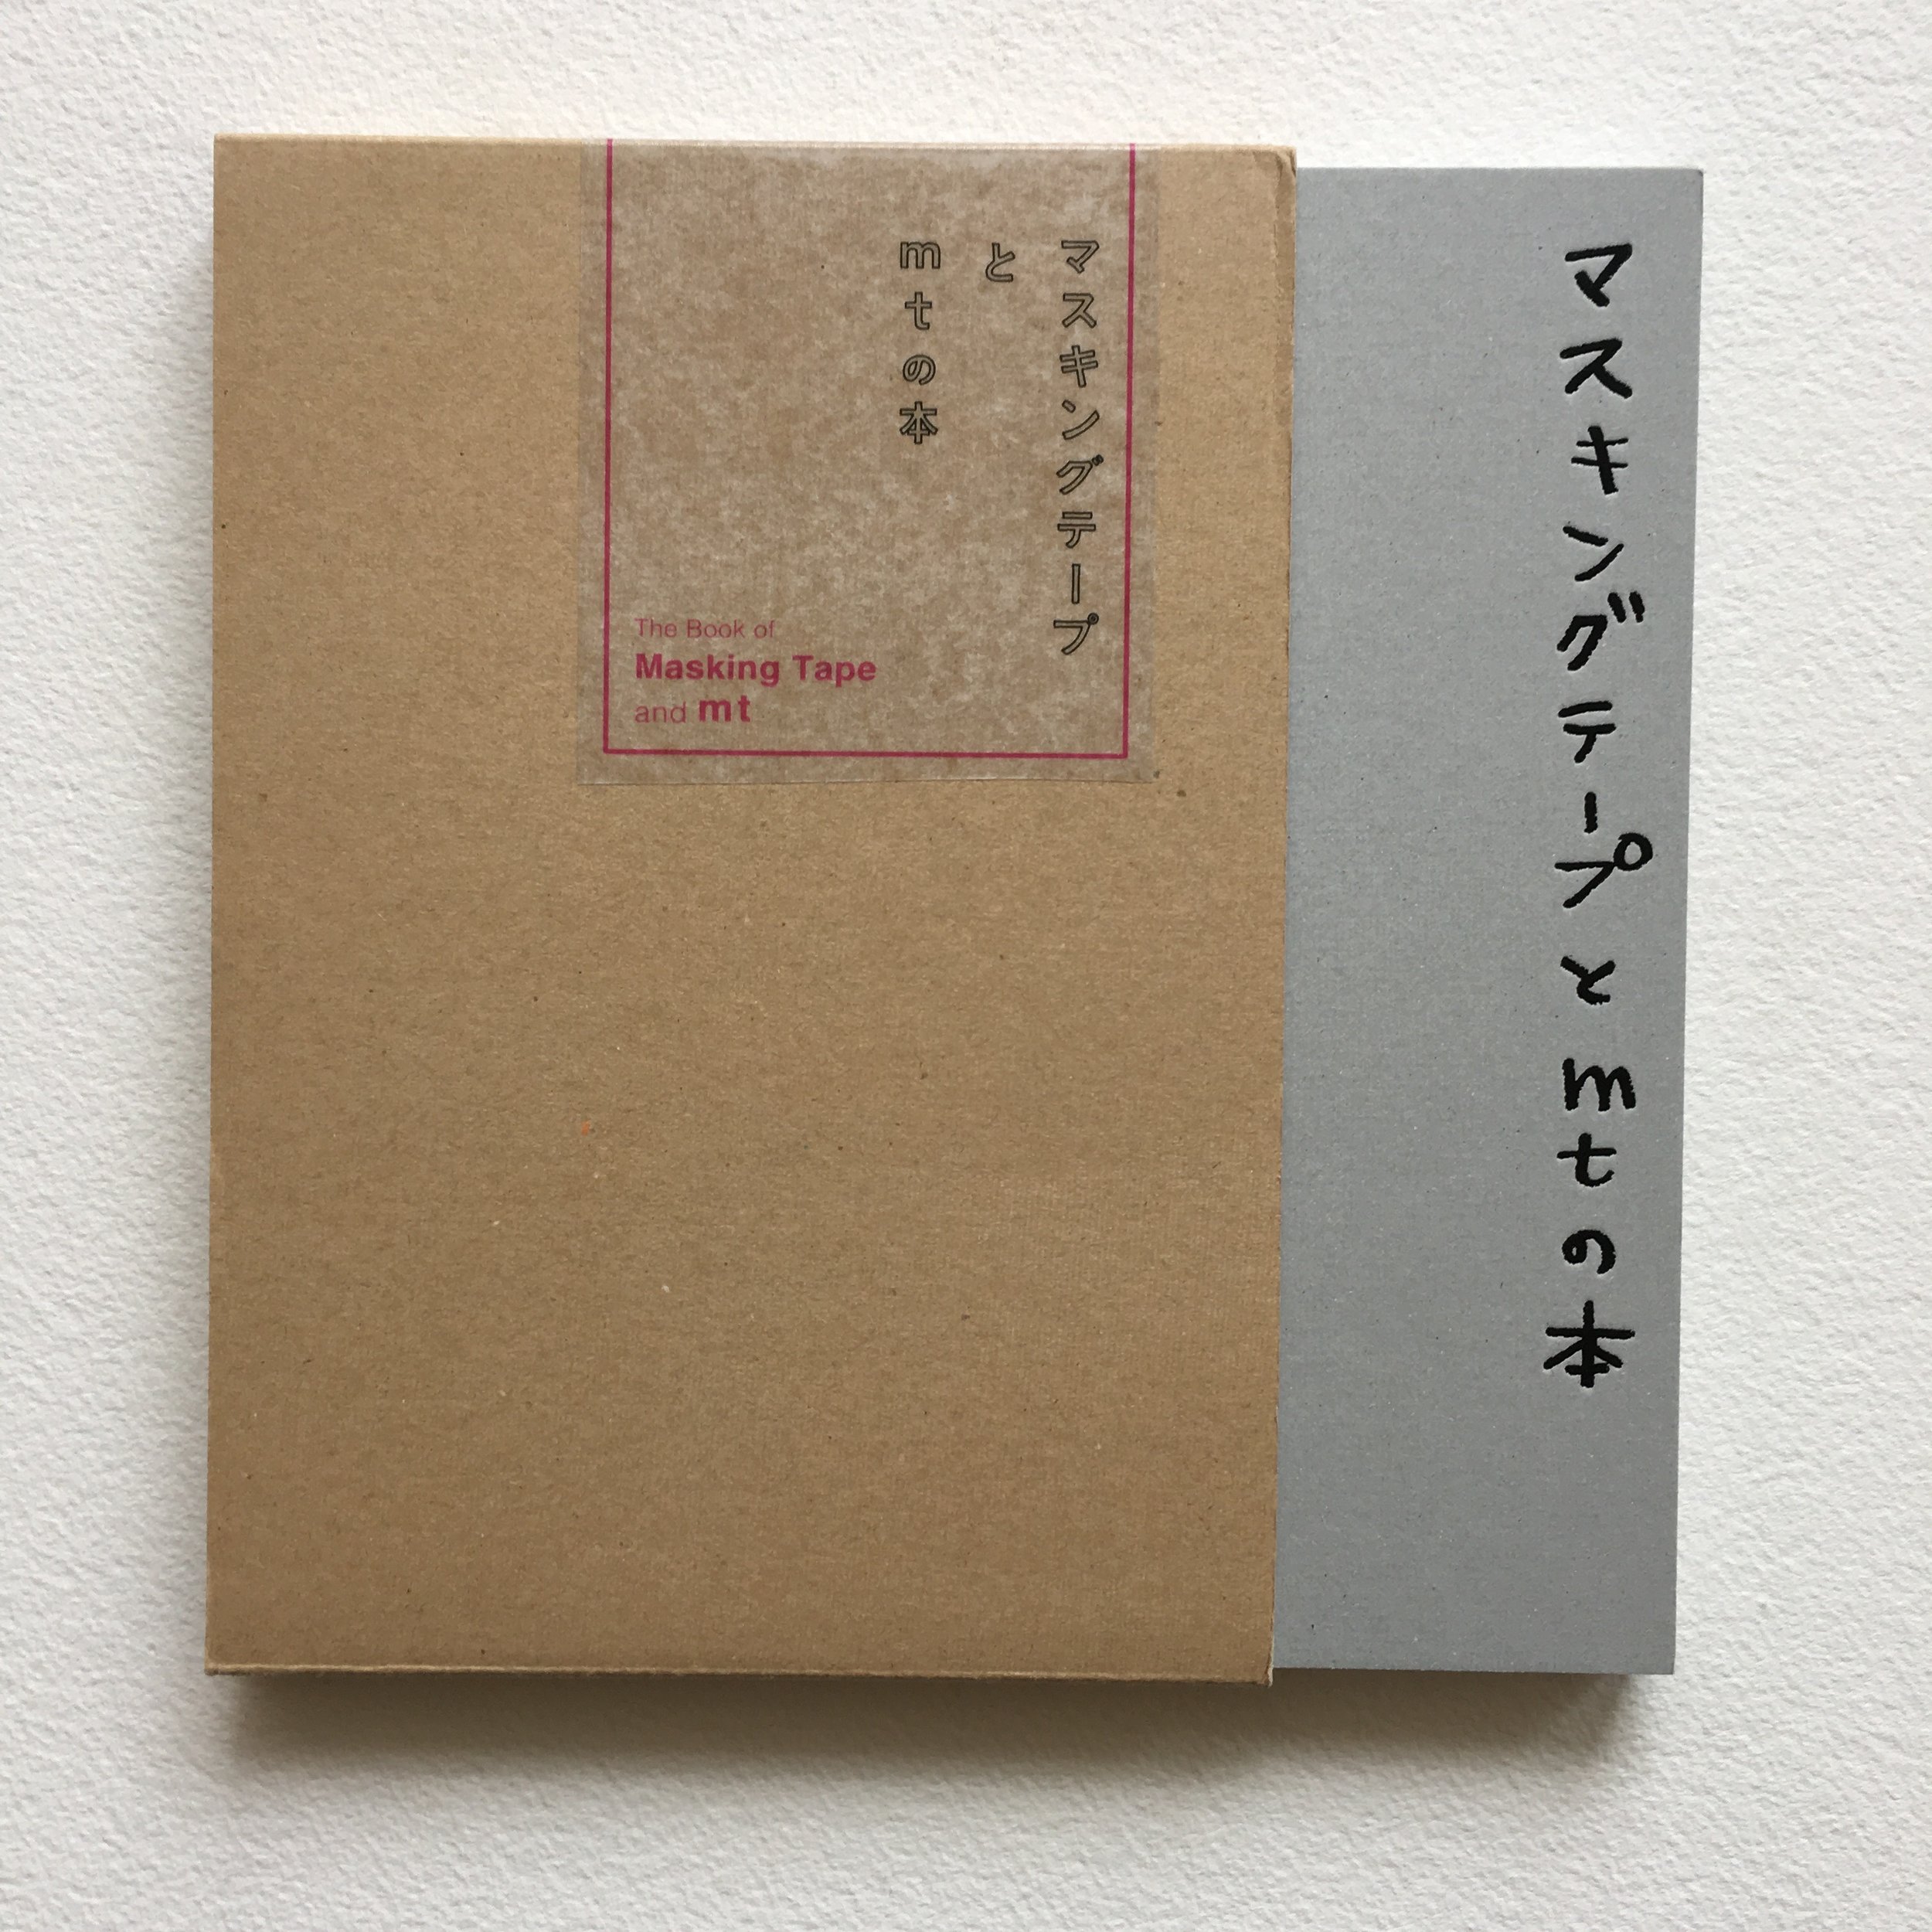 マスキングテープ
と
mtの本
The Book of
Masking Tape
and mt
マスキングテープとmtの本